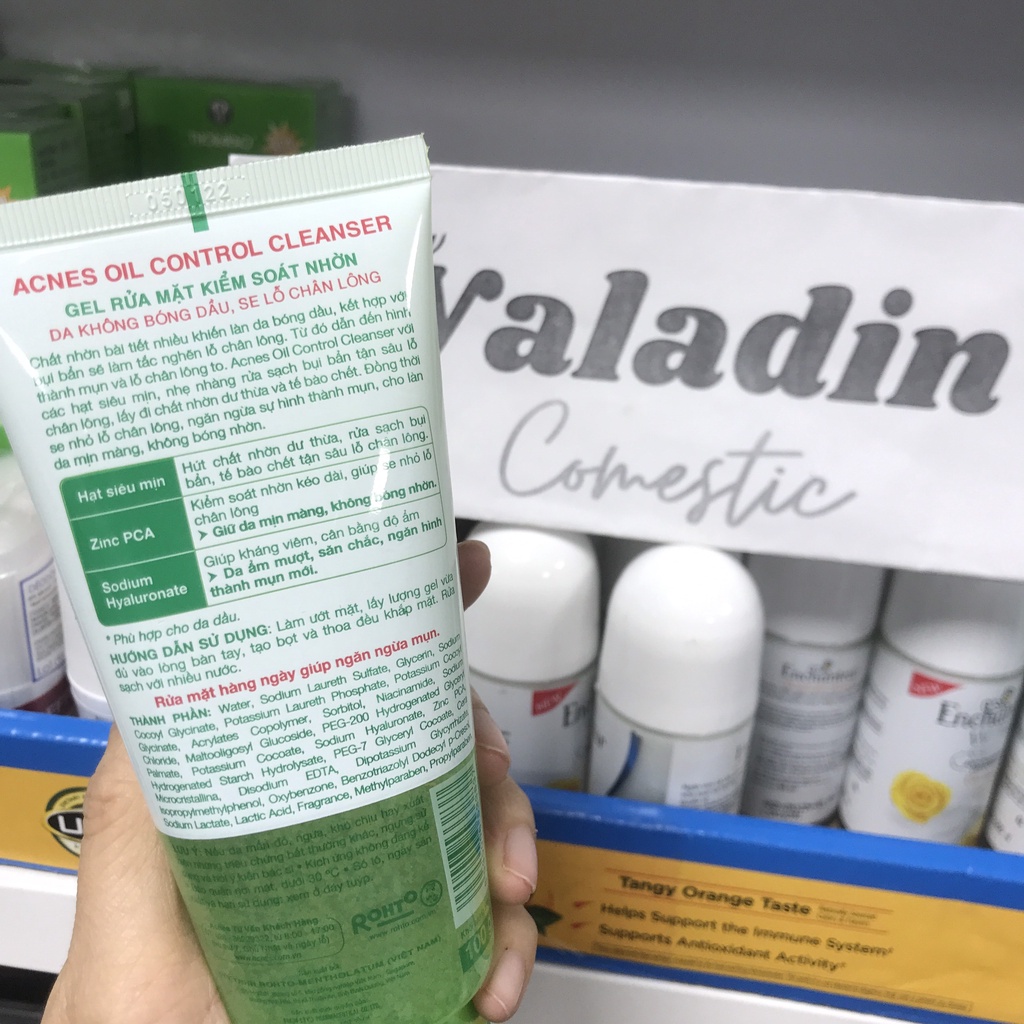 050122
ACNES OIL CONTROL CLEANSER
GEL RỬA MẶT KIỂM SOÁT NHỜN
DA KHÔNG BÓNG DẦU, SE LỖ CHÂN LÔNG
Chất nhờn bài tiết nhiều khiến làn da bóng dầu, kết hợp với
bụi bẩn sẽ làm tắc nghẽn lỗ chân lông. Từ đó dẫn đến hình
thành mụn và lỗ chân lông to. Acnes Oil Control Cleanser với
các hạt siêu mịn, nhẹ nhàng rửa sạch bụi bẩn tận sâu lỗ
chân lông, lấy đi chất nhờn dư thừa và tế bào chết. Đồng thời
se nhỏ lỗ chân lông, ngăn ngừa sự hình thành mụn, cho làn
da mịn màng, không bóng nhờn.
Hạt siêu mịn
Hút chất nhờn dư thừa, rửa sạch bụi
bẩn, tế bào chết tận sâu lỗ chân lông.
Zinc PCA
Kiểm soát nhờn kéo dài, giúp se nhỏ lỗ
chân lông
➤ Giữ da mịn màng, không bóng nhờn.
Sodium
Hyaluronate
Giúp kháng viêm, cân bằng độ ẩm
➤ Da ẩm mượt, săn chắc, ngăn hình
thành mụn mới.
*Phù hợp cho da dầu.
HƯỚNG DẪN SỬ DỤNG: Làm ướt mặt, lấy lượng gel vừa
đủ vào lòng bàn tay, tạo bọt và thoa đều khắp mặt. Rửa
sạch với nhiều nước.
Rửa mặt hàng ngày giúp ngăn ngừa mụn.
THÀNH PHẦN: Water, Sodium Laureth Sulfate, Glycerin, Sodium
Cocoyl Glycinate, Potassium Laureth Phosphate, Potassium Cocoyl
Glycinate, Acrylates Copolymer, Sorbitol, Niacinamide, Sodium
Chloride, Maltooligosyl Glucoside, PEG-200 Hydrogenated Glyceryl
Palmate, Potassium Cocoate, Sodium Hyaluronate, Zinc PCA,
Hydrogenated Starch Hydrolysate, PEG-7 Glyceryl Cocoate,
Microcristallina, Disodium EDTA, Dipotassium Glycyrrhizate,
Isopropylmethylphenol, Oxybenzone, Benzotriazolyl Dodecyl p-Cresol,
Sodium Lactate, Lactic Acid, Fragrance, Methylparaben, Propylparaben
ROHTO
ROHTO-MENTHOLATUM (VIỆT NAM)
aladin
Comestic
Enchanteur
NEW
Tangy Orange Taste
Helps Support the Immune System
Supports Antioxidant Activity